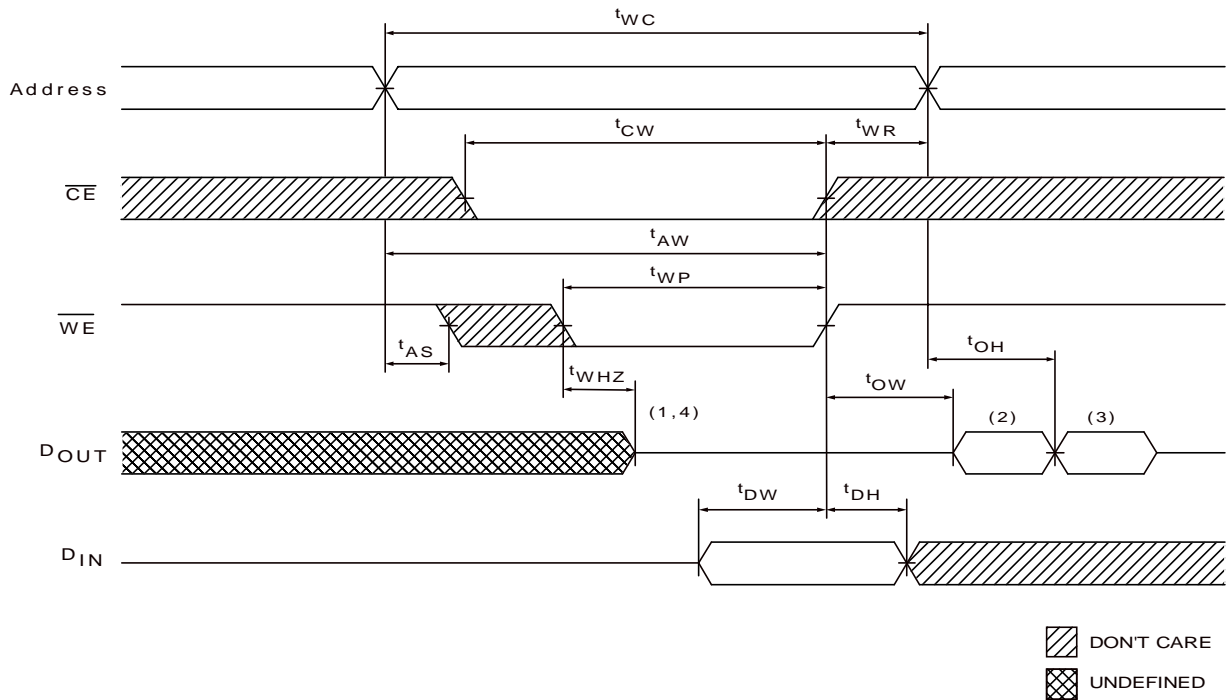 tWC
Address
tCW
tWR
CE
tAW
tWP
WE
tAS
tOH
tWHZ
tOW
(1,4)
(2)
(3)
DOUT
tDW
tDH
DIN
DON'T CARE
UNDEFINED